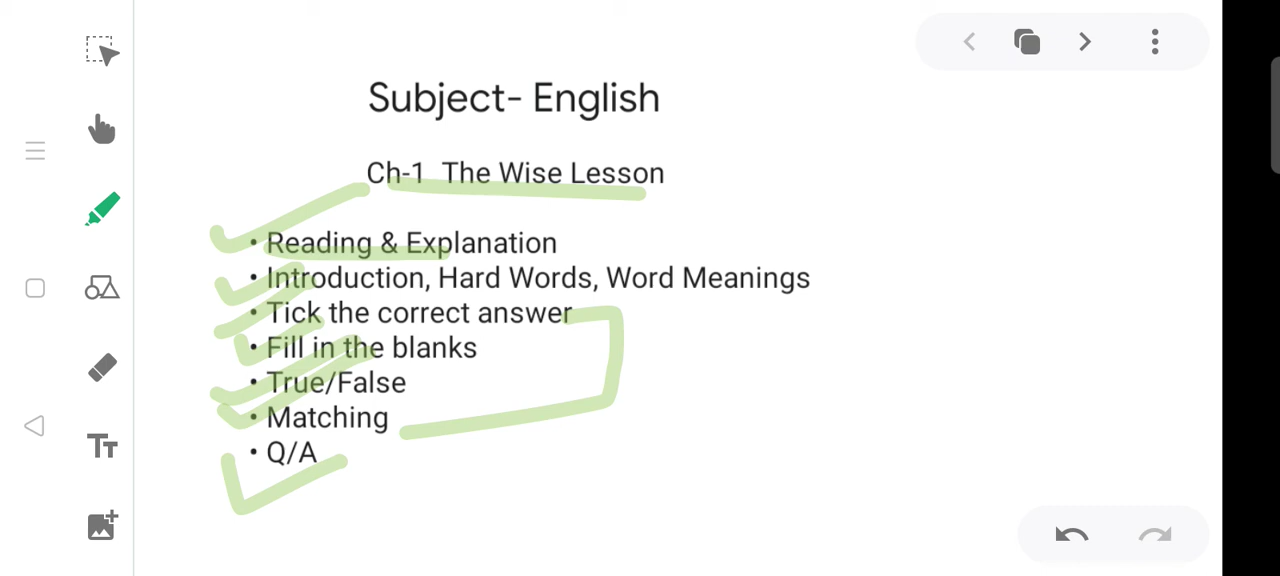 Subject- English
Ch-1 The Wise Lesson
• Reading & Explanation
• Introduction, Hard Words, Word Meanings
• Tick the correct answer
• Fill in the blanks
• True/False
• Matching
• Q/A
TT